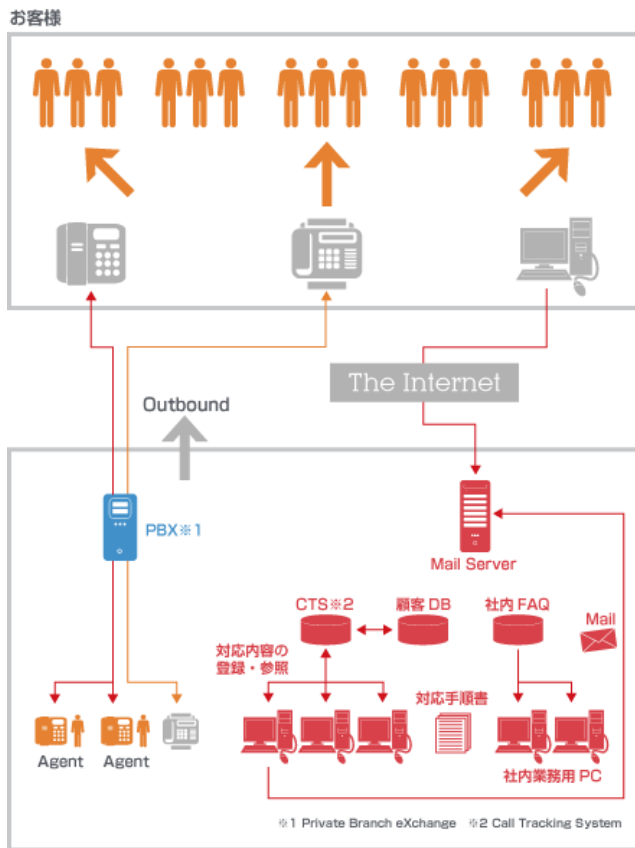 お客様
The Internet
Outbound
PBX※1
Mail Server
CTS※2
顧客 DB
社内 FAQ
Mail
対応内容の
登録・参照
対応手順書
Agent
Agent
社内業務用 PC
※1 Private Branch eXchange ※2 Call Tracking System